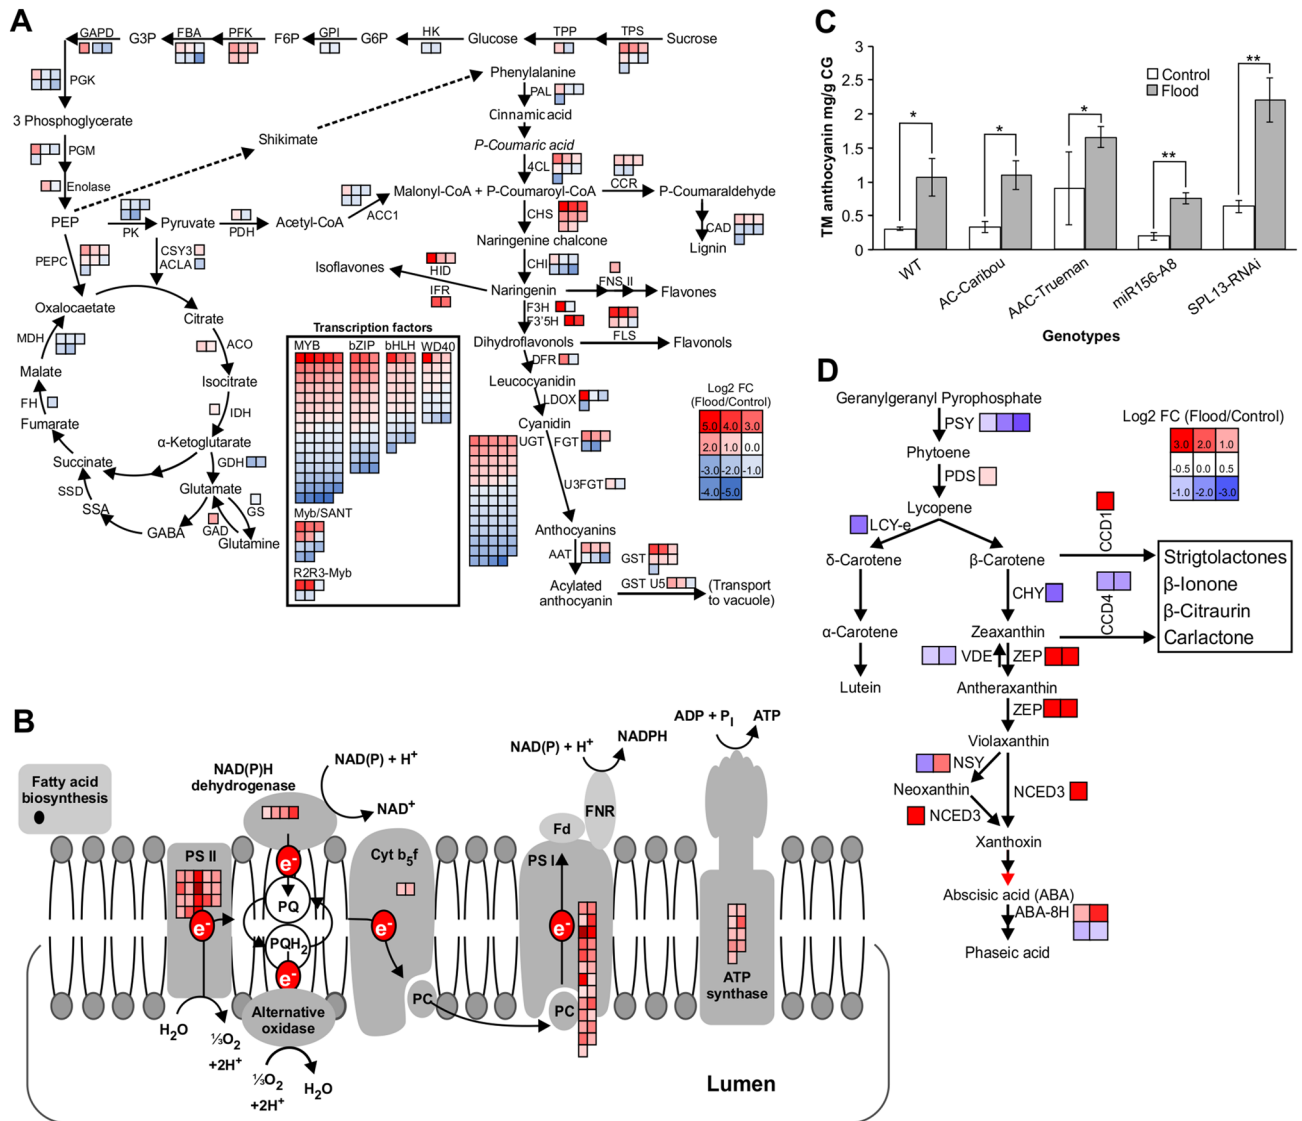 A
GAPD
G3P
FBA
PFK
F6P
GPI
G6P
HK
Glucose
TPP
TPS
Sucrose
PGK
3 Phosphoglycerate
PGM
Enolase
PEP
Shikimate
Phenylalanine
PAL
Cinnamic acid
P-Coumaric acid
4CL
CCR
Malonyl-CoA + P-Coumaroyl-CoA
P-Coumaraldehyde
CAD
Lignin
PK
Pyruvate
PDH
Acetyl-CoA
ACC1
CHS
Naringenine chalcone
CHI
PEPC
CSY3
ACLA
Isoflavones
HID
IFR
Naringenin
FNS II
Flavones
F3H
F3'5H
FLS
Dihydroflavonols
Flavonols
DFR
Leucocyanidin
LDOX
Cyanidin
UGT
FGT
U3FGT
Anthocyanins
AAT
GST
Acylated
anthocyanin
GST U5
(Transport
to vacuole)
Oxaloacetate
Citrate
MDH
ACO
Malate
Isocitrate
FH
IDH
Fumarate
α-Ketoglutarate
Succinate
GDH
SSD
Glutamate
SSA
GS
GABA
GAD
Glutamine
Transcription factors
MYB
bZIP
bHLH
WD40
Myb/SANT
R2R3-Myb
Log2 FC
(Flood/Control)
5.0 4.0 3.0
2.0 1.0 0.0
-3.0 -2.0 -1.0
-4.0 -5.0
B
Fatty acid
biosynthesis
NAD(P)H
dehydrogenase
NAD(P) + H+
NAD+
PS II
e-
PQ
PQH2
e-
e-
Alternative
oxidase
H2O
⅓O2
+2H+
⅓O2
+2H+
H2O
Cyt b5f
e-
PC
PS I
e-
PC
Fd
FNR
NAD(P) + H+
NADPH
ADP + PI
ATP
ATP
synthase
Lumen
C
TM anthocyanin mg/g CG
3
2.5
2
1.5
1
0.5
0
Control
Flood
*
*
*
**
**
WT
AC-Caribou
AAC-Trueman
miR156-A8
SPL13-RNAi
Genotypes
D
Geranylgeranyl Pyrophosphate
PSY
Phytoene
PDS
Lycopene
LCY-e
δ-Carotene
β-Carotene
CCD1
CHY
CCD4
α-Carotene
Zeaxanthin
VDE
ZEP
Lutein
Antheraxanthin
ZEP
Violaxanthin
NSY
Neoxanthin
NCED3
NCED3
Xanthoxin
Abscisic acid (ABA)
ABA-8H
Phaseic acid
Strigtolactones
β-Ionone
β-Citraurin
Carlactone
Log2 FC (Flood/Control)
3.0 2.0 1.0
-0.5 0.0 0.5
-1.0 -2.0 -3.0